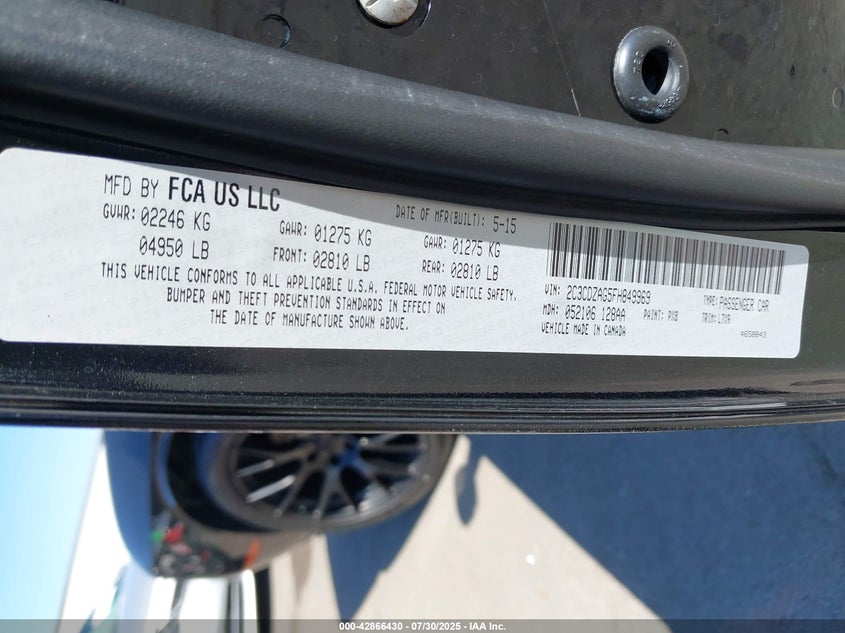 MFD BY FCA US LLC
DATE OF MFR(BUILT): 5-15
GVWR: 02246 KG
GAWR: 01275 KG
GAWR: 01275 KG
04950 LB
FRONT: 02810 LB
REAR: 02810 LB
THIS VEHICLE CONFORMS TO ALL APPLICABLE U.S.A. FEDERAL MOTOR VEHICLE SAFETY,
BUMPER AND THEFT PREVENTION STANDARDS IN EFFECT ON
THE DATE OF MANUFACTURE SHOWN ABOVE.
VIN: 2C3CDZAG5FH849969
TYPE: PASSENGER CAR
MDH: 052106 128AA
PAINT: PX8
TRIM: L7X9
VEHICLE MADE IN CANADA
4658843
000-42866430 - 07/30/2025 - IAA Inc.